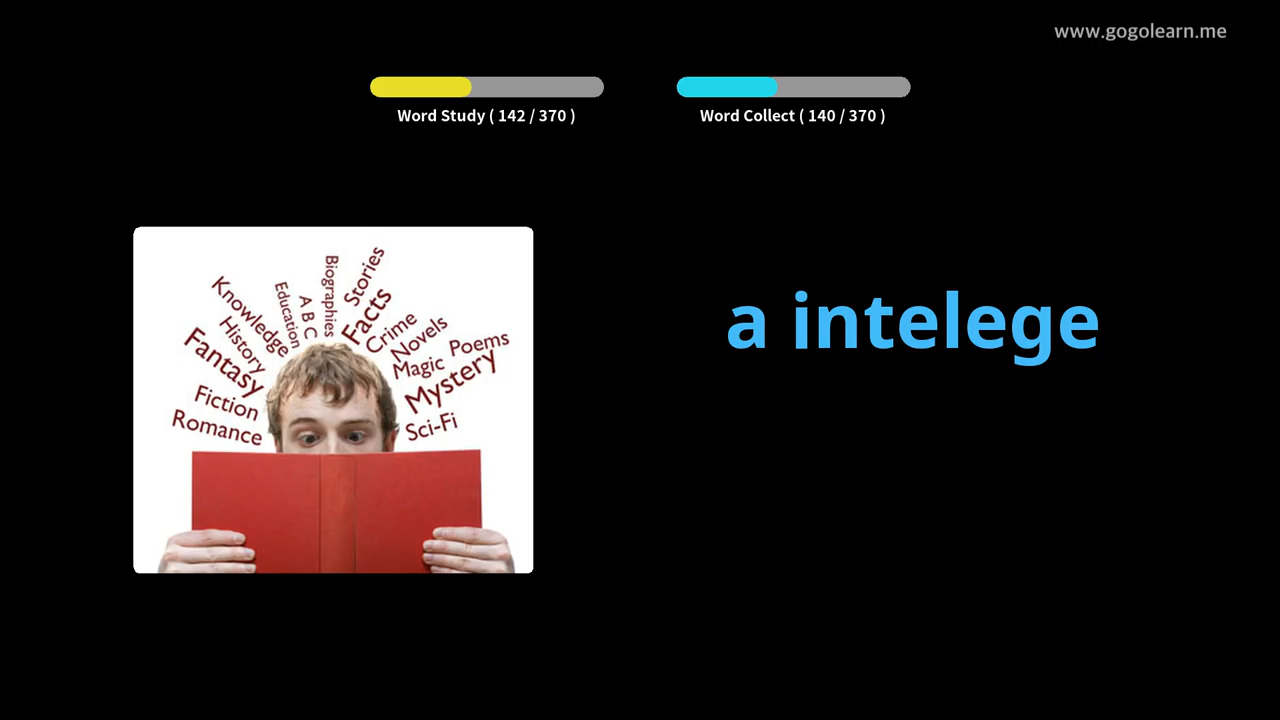 www.gogolearn.me
Word Study ( 142 / 370 )
Word Collect ( 140 / 370 )
a intelege
Biographies
Stories
Education
A B C
Facts
Knowledge
Crime
History
Novels
Poems
Fantasy
Magic
Mystery
Fiction
Romance
Sci-Fi